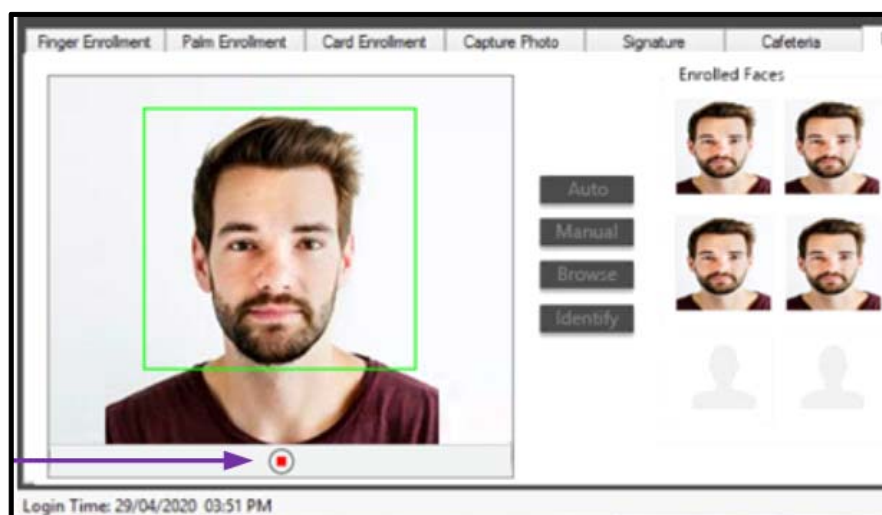 Finger Enrollment Palm Enrollment Card Enrollment Capture Photo Signature Cafeteria
Enrolled Faces
Auto
Manual
Browse
Identify
Login Time: 29/04/2020 03:51 PM